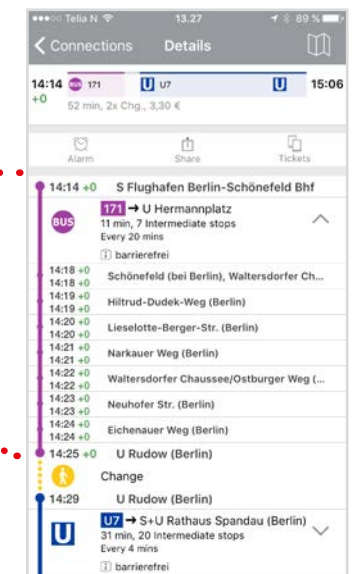 Telia N 13.27 89 %
Connections Details
14:14 BUS 171 U U7 U 15:06
+0 52 min, 2x Chg., 3,30 €
Alarm Share Tickets
14:14 +0 S Flughafen Berlin-Schönefeld Bhf
BUS 171 → U Hermannplatz
11 min, 7 Intermediate stops
Every 20 mins
i barrierefrei
14:18 +0
14:18 +0 Schönefeld (bei Berlin), Waltersdorfer Ch...
14:19 +0
14:19 +0 Hiltrud-Dudek-Weg (Berlin)
14:20 +0
14:20 +0 Lieselotte-Berger-Str. (Berlin)
14:21 +0
14:21 +0 Narkauer Weg (Berlin)
14:22 +0
14:22 +0 Waltersdorfer Chaussee/Ostburger Weg (...
14:23 +0
14:23 +0 Neuhofer Str. (Berlin)
14:24 +0
14:24 +0 Eichenauer Weg (Berlin)
14:25 +0 U Rudow (Berlin)
Change
14:29 U Rudow (Berlin)
U U7 → S+U Rathaus Spandau (Berlin)
31 min, 20 Intermediate stops
Every 4 mins
i barrierefrei